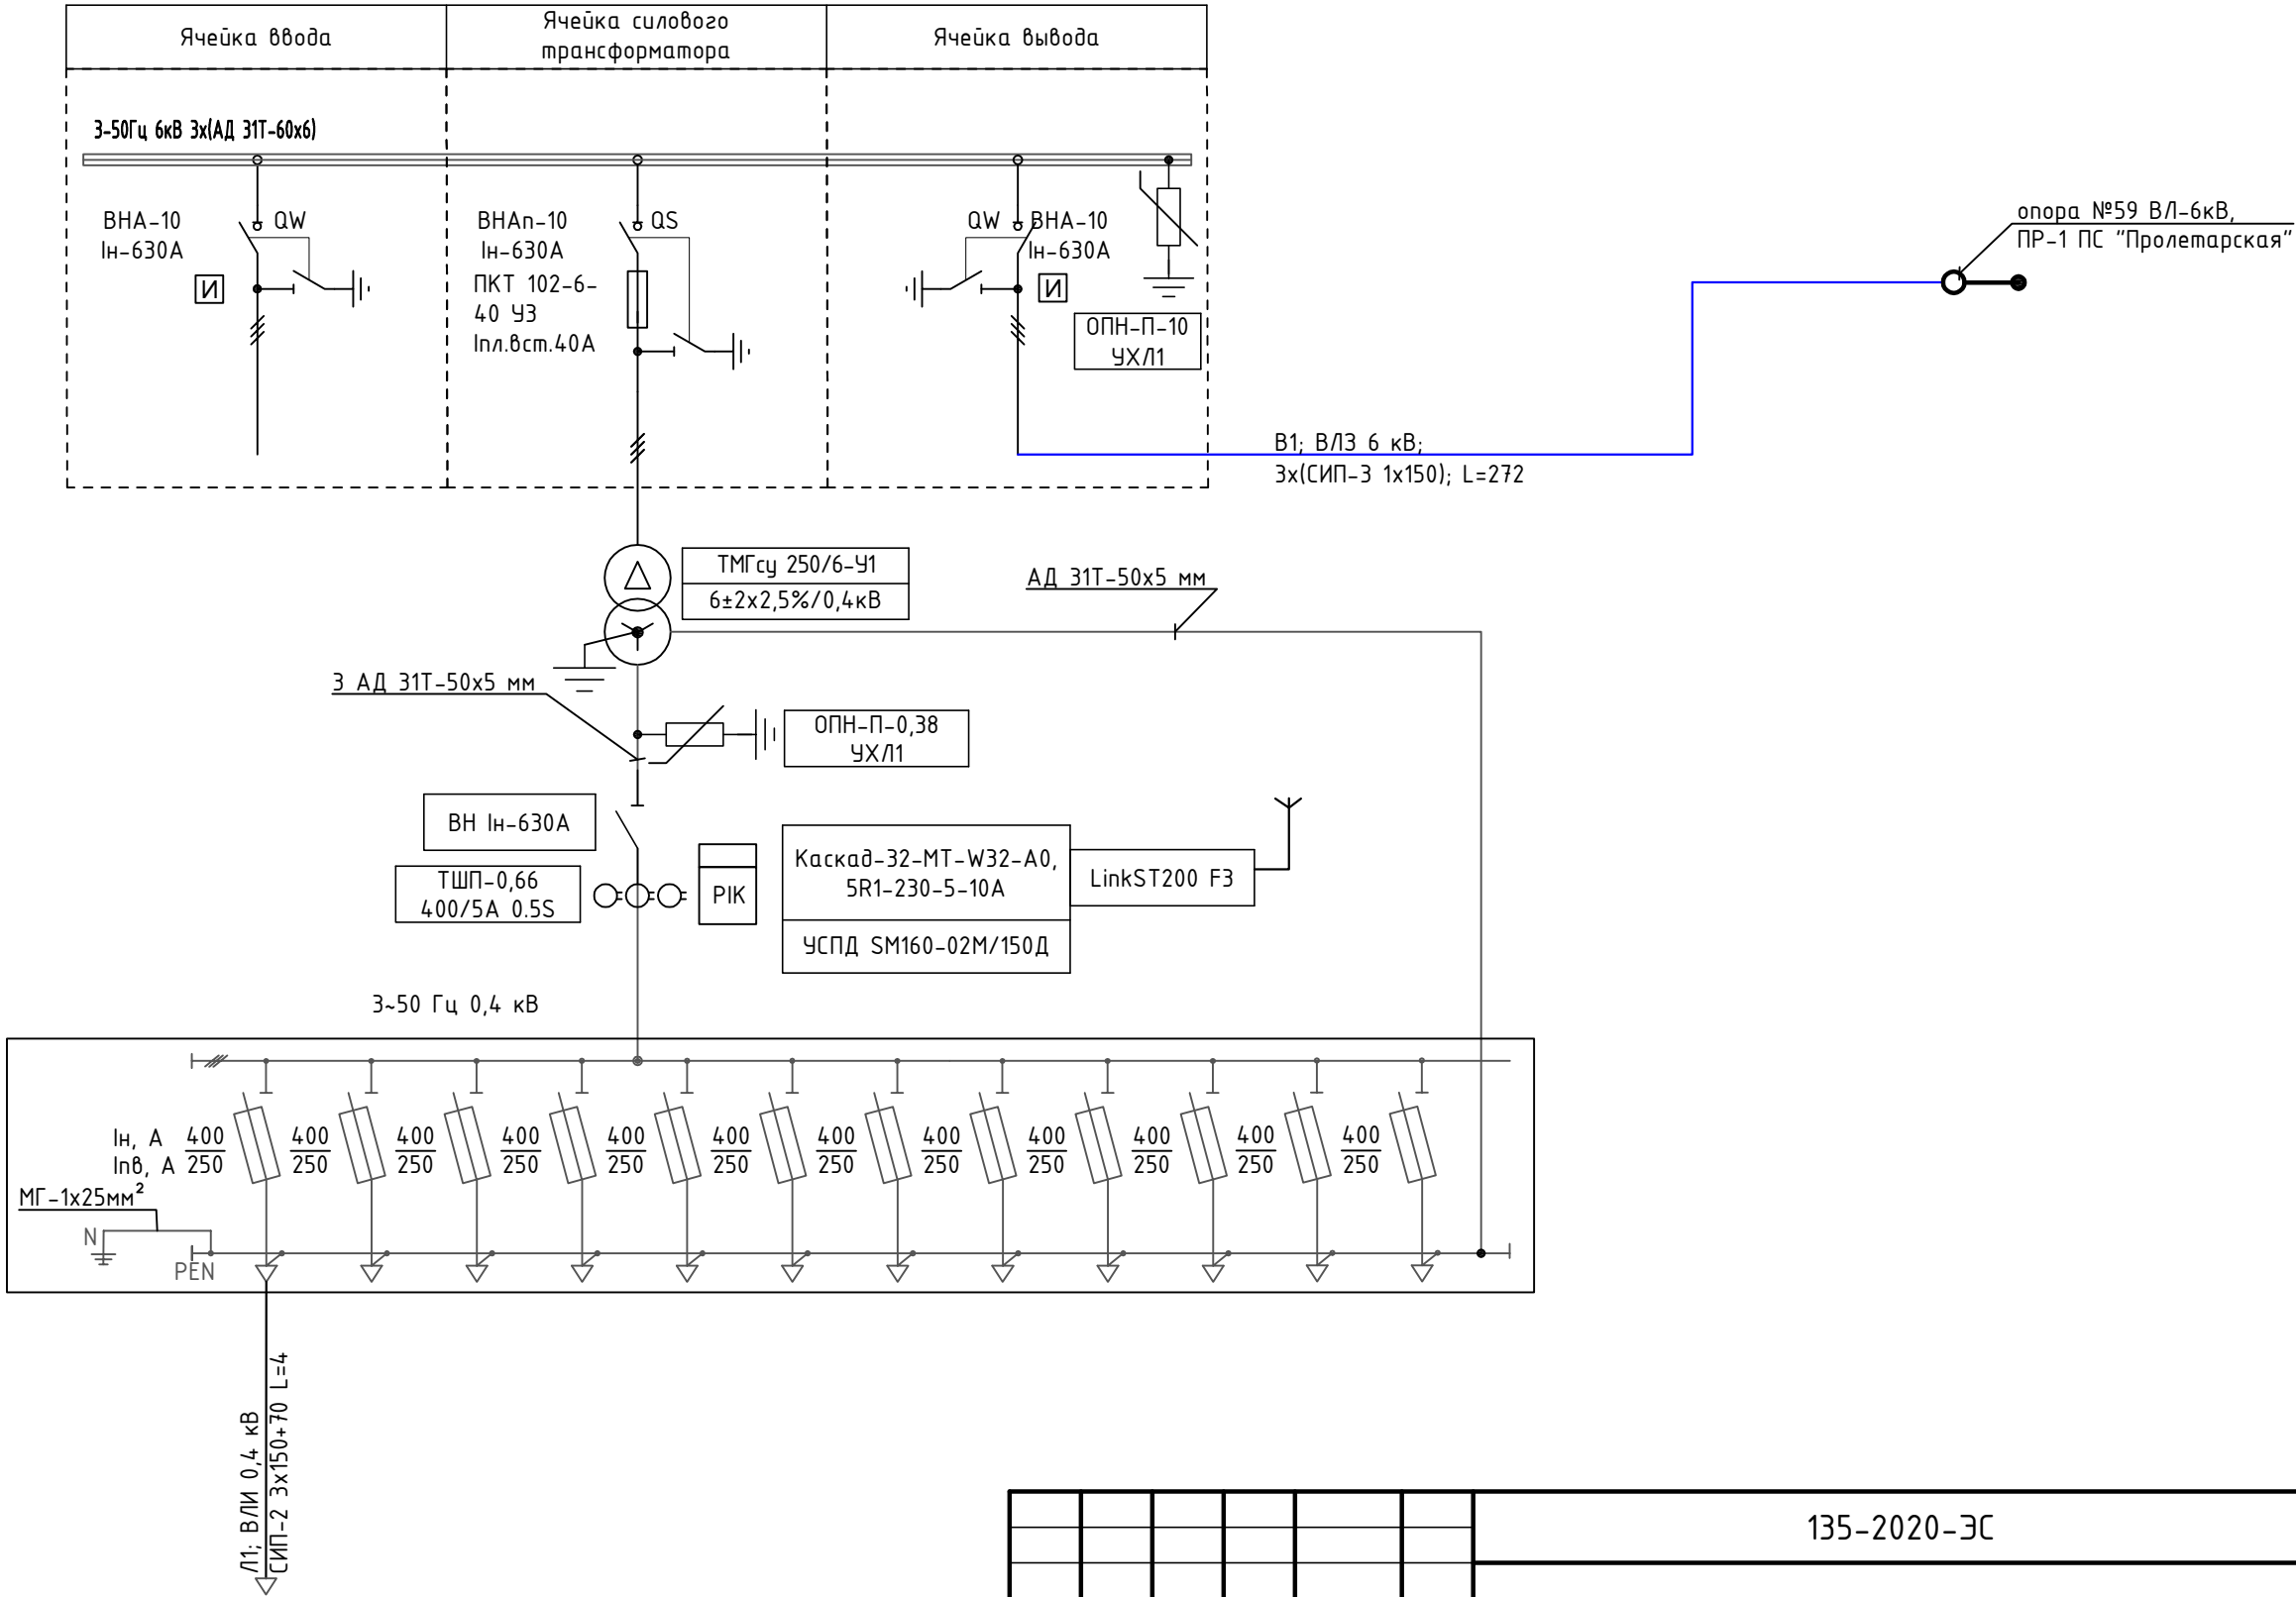 Ячейка ввода
Ячейка силового
трансформатора
Ячейка вывода
3-50Гц 6кВ 3х(АД 31Т-60х6)
ВНА-10
Iн-630А
QW
И
ВНАп-10
Iн-630А
QS
ПКТ 102-6-
40 У3
Iпл.вст.40А
QW
ВНА-10
Iн-630А
И
ОПН-П-10
УХЛ1
опора №59 ВЛ-6кВ,
ПР-1 ПС "Пролетарская"
В1; ВЛЗ 6 кВ;
3х(СИП-3 1х150); L=272
ТМГсу 250/6-У1
6±2х2,5%/0,4кВ
АД 31Т-50х5 мм
3 АД 31Т-50х5 мм
ОПН-П-0,38
УХЛ1
ВН Iн-630А
ТШП-0,66
400/5А 0.5S
PIK
Каскад-32-МТ-W32-А0,
5R1-230-5-10А
LinkST200 F3
УСПД SM160-02M/150Д
3~50 Гц 0,4 кВ
Iн, А
Iпв, А
400
250
400
250
400
250
400
250
400
250
400
250
400
250
400
250
400
250
400
250
400
250
400
250
МГ-1х25мм²
N
PEN
Л1; ВЛИ 0,4 кВ
СИП-2 3х150+70 L=4
135-2020-ЭС